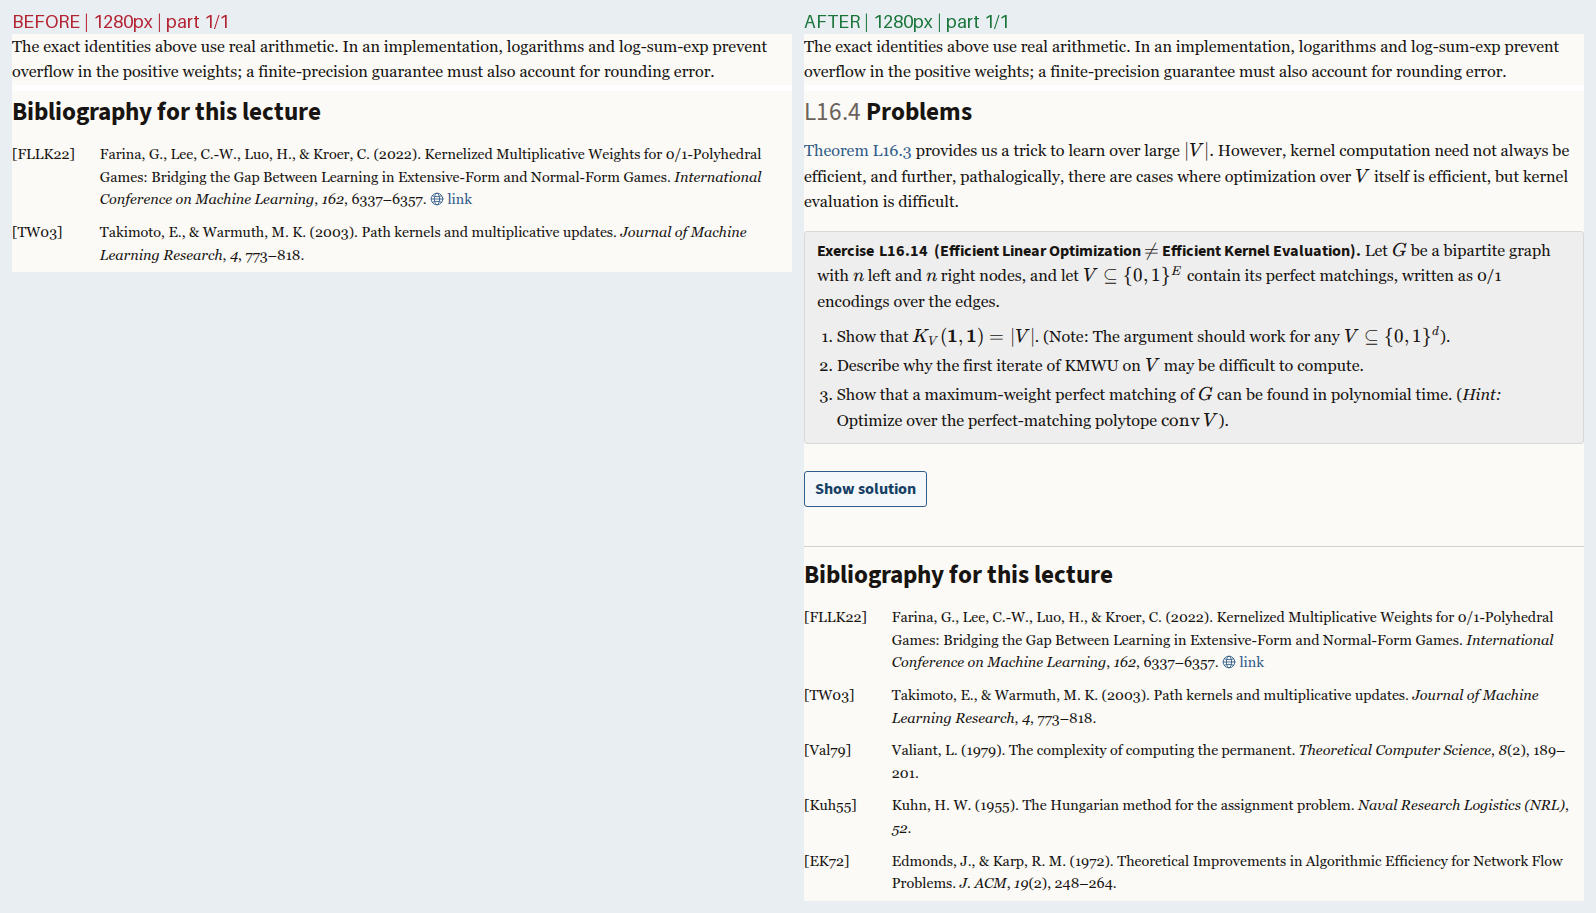 BEFORE | 1280px | part 1/1
The exact identities above use real arithmetic. In an implementation, logarithms and log-sum-exp prevent
overflow in the positive weights; a finite-precision guarantee must also account for rounding error.
Bibliography for this lecture
[FLLK22] Farina, G., Lee, C.-W., Luo, H., & Kroer, C. (2022). Kernelized Multiplicative Weights for 0/1-Polyhedral
Games: Bridging the Gap Between Learning in Extensive-Form and Normal-Form Games. International
Conference on Machine Learning, 162, 6337–6357. link
[TW03] Takimoto, E., & Warmuth, M. K. (2003). Path kernels and multiplicative updates. Journal of Machine
Learning Research, 4, 773–818.
AFTER | 1280px | part 1/1
The exact identities above use real arithmetic. In an implementation, logarithms and log-sum-exp prevent
overflow in the positive weights; a finite-precision guarantee must also account for rounding error.
L16.4 Problems
Theorem L16.3 provides us a trick to learn over large |V|. However, kernel computation need not always be
efficient, and further, pathalogically, there are cases where optimization over V itself is efficient, but kernel
evaluation is difficult.
Exercise L16.14 (Efficient Linear Optimization ≠ Efficient Kernel Evaluation). Let G be a bipartite graph
with n left and n right nodes, and let V ⊆ {0, 1}^E contain its perfect matchings, written as 0/1
encodings over the edges.
1. Show that K_V(1, 1) = |V|. (Note: The argument should work for any V ⊆ {0, 1}^d).
2. Describe why the first iterate of KMWU on V may be difficult to compute.
3. Show that a maximum-weight perfect matching of G can be found in polynomial time. (Hint:
Optimize over the perfect-matching polytope conv V).
Show solution
Bibliography for this lecture
[FLLK22] Farina, G., Lee, C.-W., Luo, H., & Kroer, C. (2022). Kernelized Multiplicative Weights for 0/1-Polyhedral
Games: Bridging the Gap Between Learning in Extensive-Form and Normal-Form Games. International
Conference on Machine Learning, 162, 6337–6357. link
[TW03] Takimoto, E., & Warmuth, M. K. (2003). Path kernels and multiplicative updates. Journal of Machine
Learning Research, 4, 773–818.
[Val79] Valiant, L. (1979). The complexity of computing the permanent. Theoretical Computer Science, 8(2), 189–
201.
[Kuh55] Kuhn, H. W. (1955). The Hungarian method for the assignment problem. Naval Research Logistics (NRL),
52.
[EK72] Edmonds, J., & Karp, R. M. (1972). Theoretical Improvements in Algorithmic Efficiency for Network Flow
Problems. J. ACM, 19(2), 248–264.